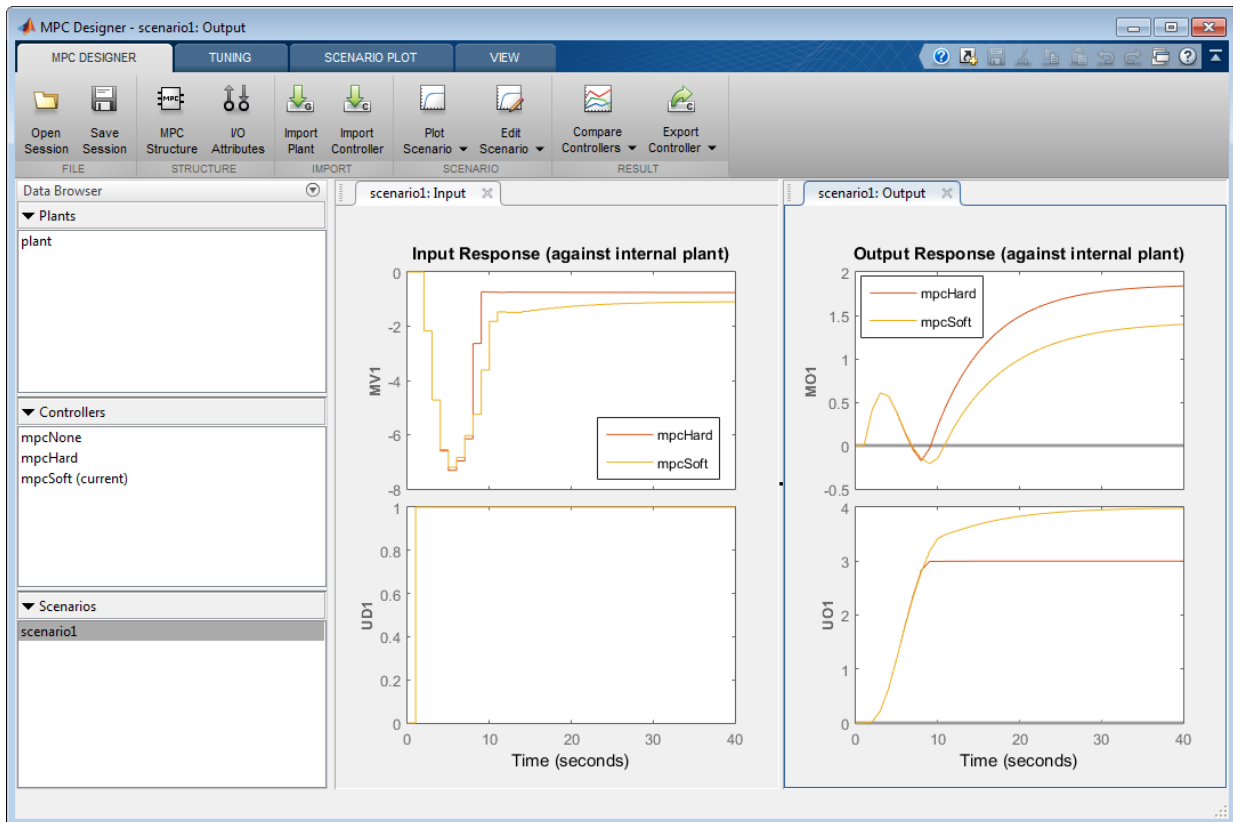 MPC Designer - scenario1: Output
MPC DESIGNER TUNING SCENARIO PLOT VIEW
Open Session
Save Session
MPC Structure
I/O Attributes
Import Plant
Import Controller
Plot Scenario
Edit Scenario
Compare Controllers
Export Controller
FILE STRUCTURE IMPORT SCENARIO RESULT
Data Browser
Plants
plant
Controllers
mpcNone
mpcHard
mpcSoft (current)
Scenarios
scenario1
scenario1: Input
Input Response (against internal plant)
MV1
0
-2
-4
-6
-8
mpcHard
mpcSoft
UD1
1
0.8
0.6
0.4
0.2
0
0 10 20 30 40
Time (seconds)
scenario1: Output
Output Response (against internal plant)
MO1
2
1.5
1
0.5
0
-0.5
mpcHard
mpcSoft
UO1
4
3
2
1
0
0 10 20 30 40
Time (seconds)